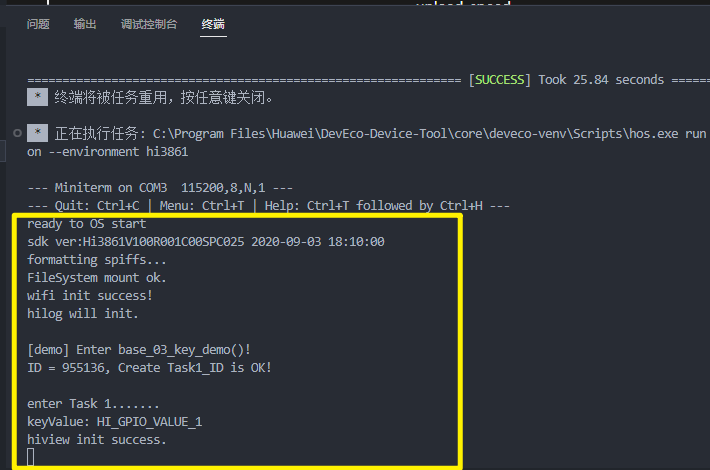 upload speed
问题 输出 调试控制台 终端
============================================================== [SUCCESS] Took 25.84 seconds ======
* 终端将被任务重用，按任意键关闭。
* 正在执行任务: C:\Program Files\Huawei\DevEco-Device-Tool\core\deveco-venv\Scripts\hos.exe run
on --environment hi3861
--- Miniterm on COM3  115200,8,N,1 ---
--- Quit: Ctrl+C | Menu: Ctrl+T | Help: Ctrl+T followed by Ctrl+H ---
ready to OS start
sdk ver:Hi3861V100R001C00SPC025 2020-09-03 18:10:00
formatting spiffs...
FileSystem mount ok.
wifi init success!
hilog will init.
[demo] Enter base_03_key_demo()!
ID = 955136, Create Task1_ID is OK!
enter Task 1.......
keyValue: HI_GPIO_VALUE_1
hiview init success.